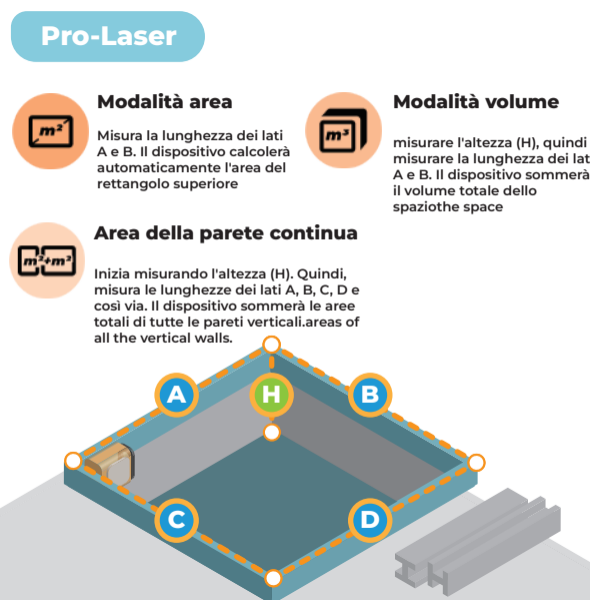 Pro-Laser
Modalità area
m²
Misura la lunghezza dei lati
A e B. Il dispositivo calcolerà
automaticamente l'area del
rettangolo superiore
Modalità volume
m³
misurare l'altezza (H), quindi
misurare la lunghezza dei lat
A e B. Il dispositivo sommerà
il volume totale dello
spaziothe space
Area della parete continua
m²+m²
Inizia misurando l'altezza (H). Quindi,
misura le lunghezze dei lati A, B, C, D e
così via. Il dispositivo sommerà le aree
totali di tutte le pareti verticali.areas of
all the vertical walls.
A
H
B
C
D